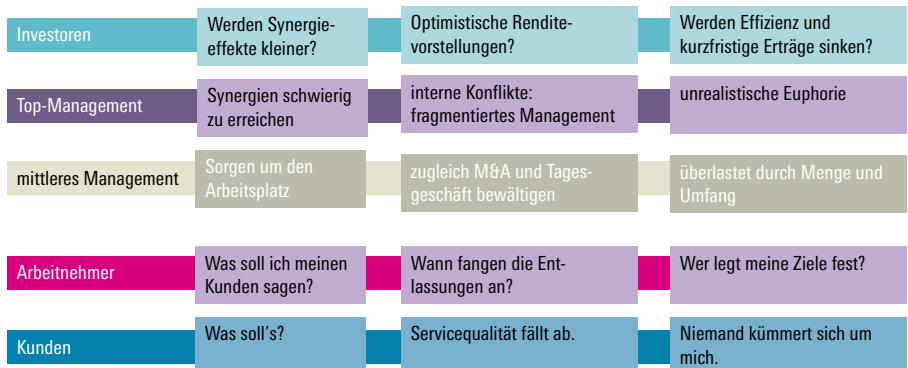 Investoren
Werden Synergie-
effekte kleiner?
Optimistische Rendite-
vorstellungen?
Werden Effizienz und
kurzfristige Erträge sinken?
Top-Management
Synergien schwierig
zu erreichen
interne Konflikte:
fragmentiertes Management
unrealistische Euphorie
mittleres Management
Sorgen um den
Arbeitsplatz
zugleich M&A und Tages-
geschäft bewältigen
überlastet durch Menge und
Umfang
Arbeitnehmer
Was soll ich meinen
Kunden sagen?
Wann fangen die Ent-
lassungen an?
Wer legt meine Ziele fest?
Kunden
Was soll's?
Servicequalität fällt ab.
Niemand kümmert sich um
mich.